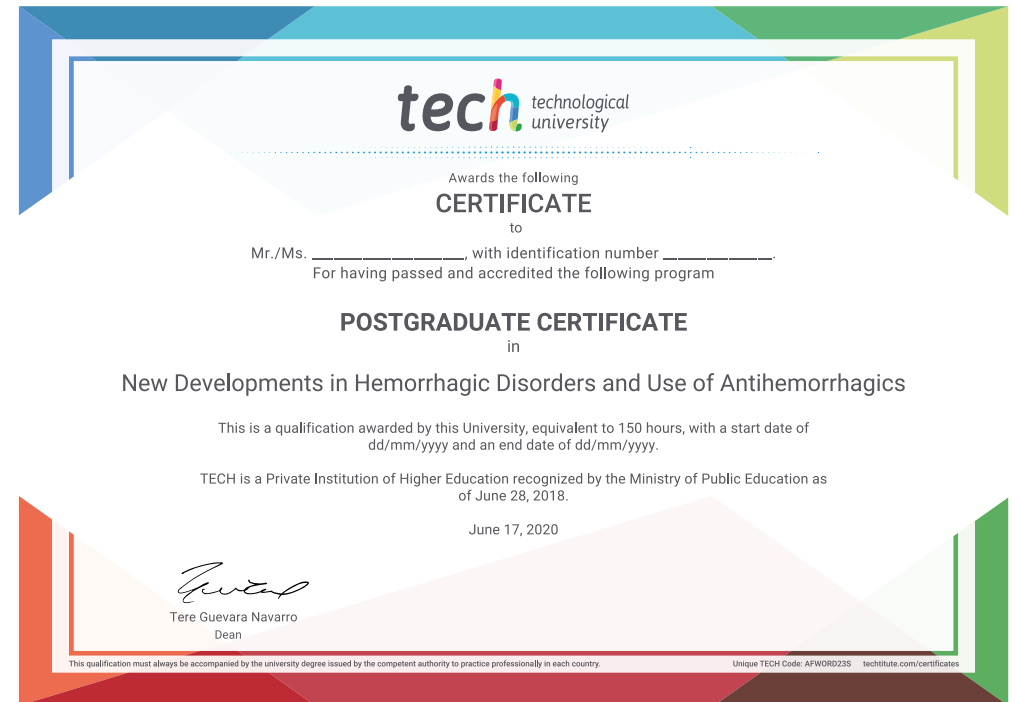 tech technological
university
Awards the following
CERTIFICATE
to
Mr./Ms. ____________________, with identification number ______________.
For having passed and accredited the following program
POSTGRADUATE CERTIFICATE
in
New Developments in Hemorrhagic Disorders and Use of Antihemorrhagics
This is a qualification awarded by this University, equivalent to 150 hours, with a start date of
dd/mm/yyyy and an end date of dd/mm/yyyy.
TECH is a Private Institution of Higher Education recognized by the Ministry of Public Education as
of June 28, 2018.
June 17, 2020
Tere Guevara Navarro
Dean
This qualification must always be accompanied by the university degree issued by the competent authority to practice professionally in each country. Unique TECH Code: AFWORD23S techtitute.com/certificates